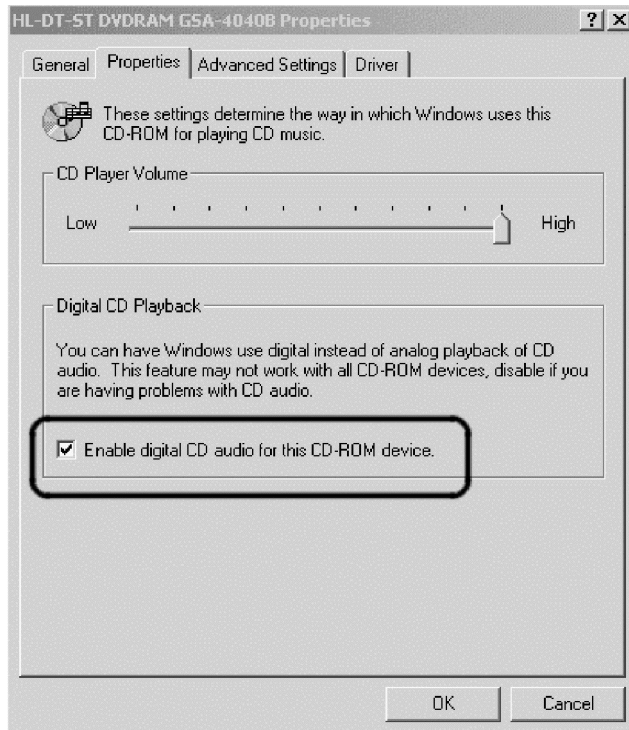 HL-DT-ST DVDRAM GSA-4040B Properties
General Properties Advanced Settings Driver
These settings determine the way in which Windows uses this
CD-ROM for playing CD music.
CD Player Volume
Low High
Digital CD Playback
You can have Windows use digital instead of analog playback of CD
audio. This feature may not work with all CD-ROM devices, disable if you
are having problems with CD audio.
Enable digital CD audio for this CD-ROM device.
OK Cancel